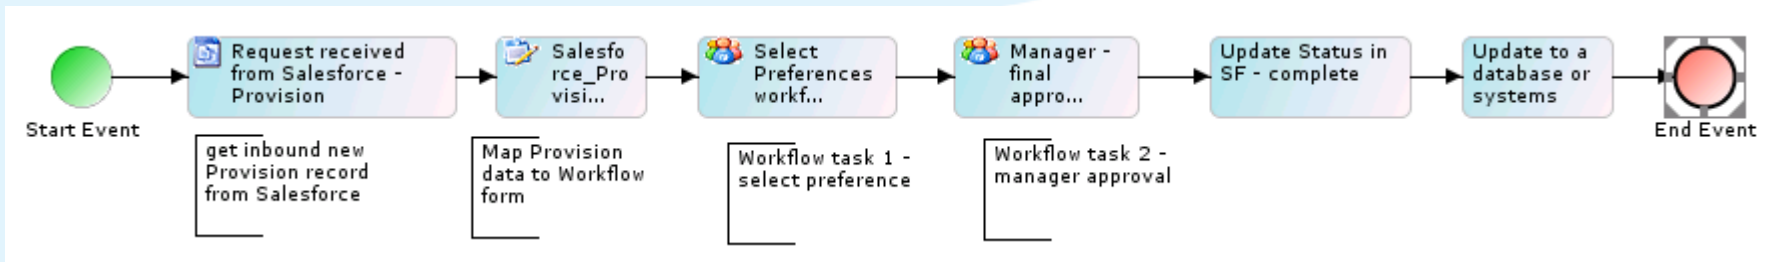 Request received
from Salesforce -
Provision
Salesfo
rce_Pro
visi...
Select
Preferences
workf...
Manager -
final
appro...
Update Status in
SF - complete
Update to a
database or
systems
Start Event
End Event
get inbound new
Provision record
from Salesforce
Map Provision
data to Workflow
form
Workflow task 1 -
select preference
Workflow task 2 -
manager approval